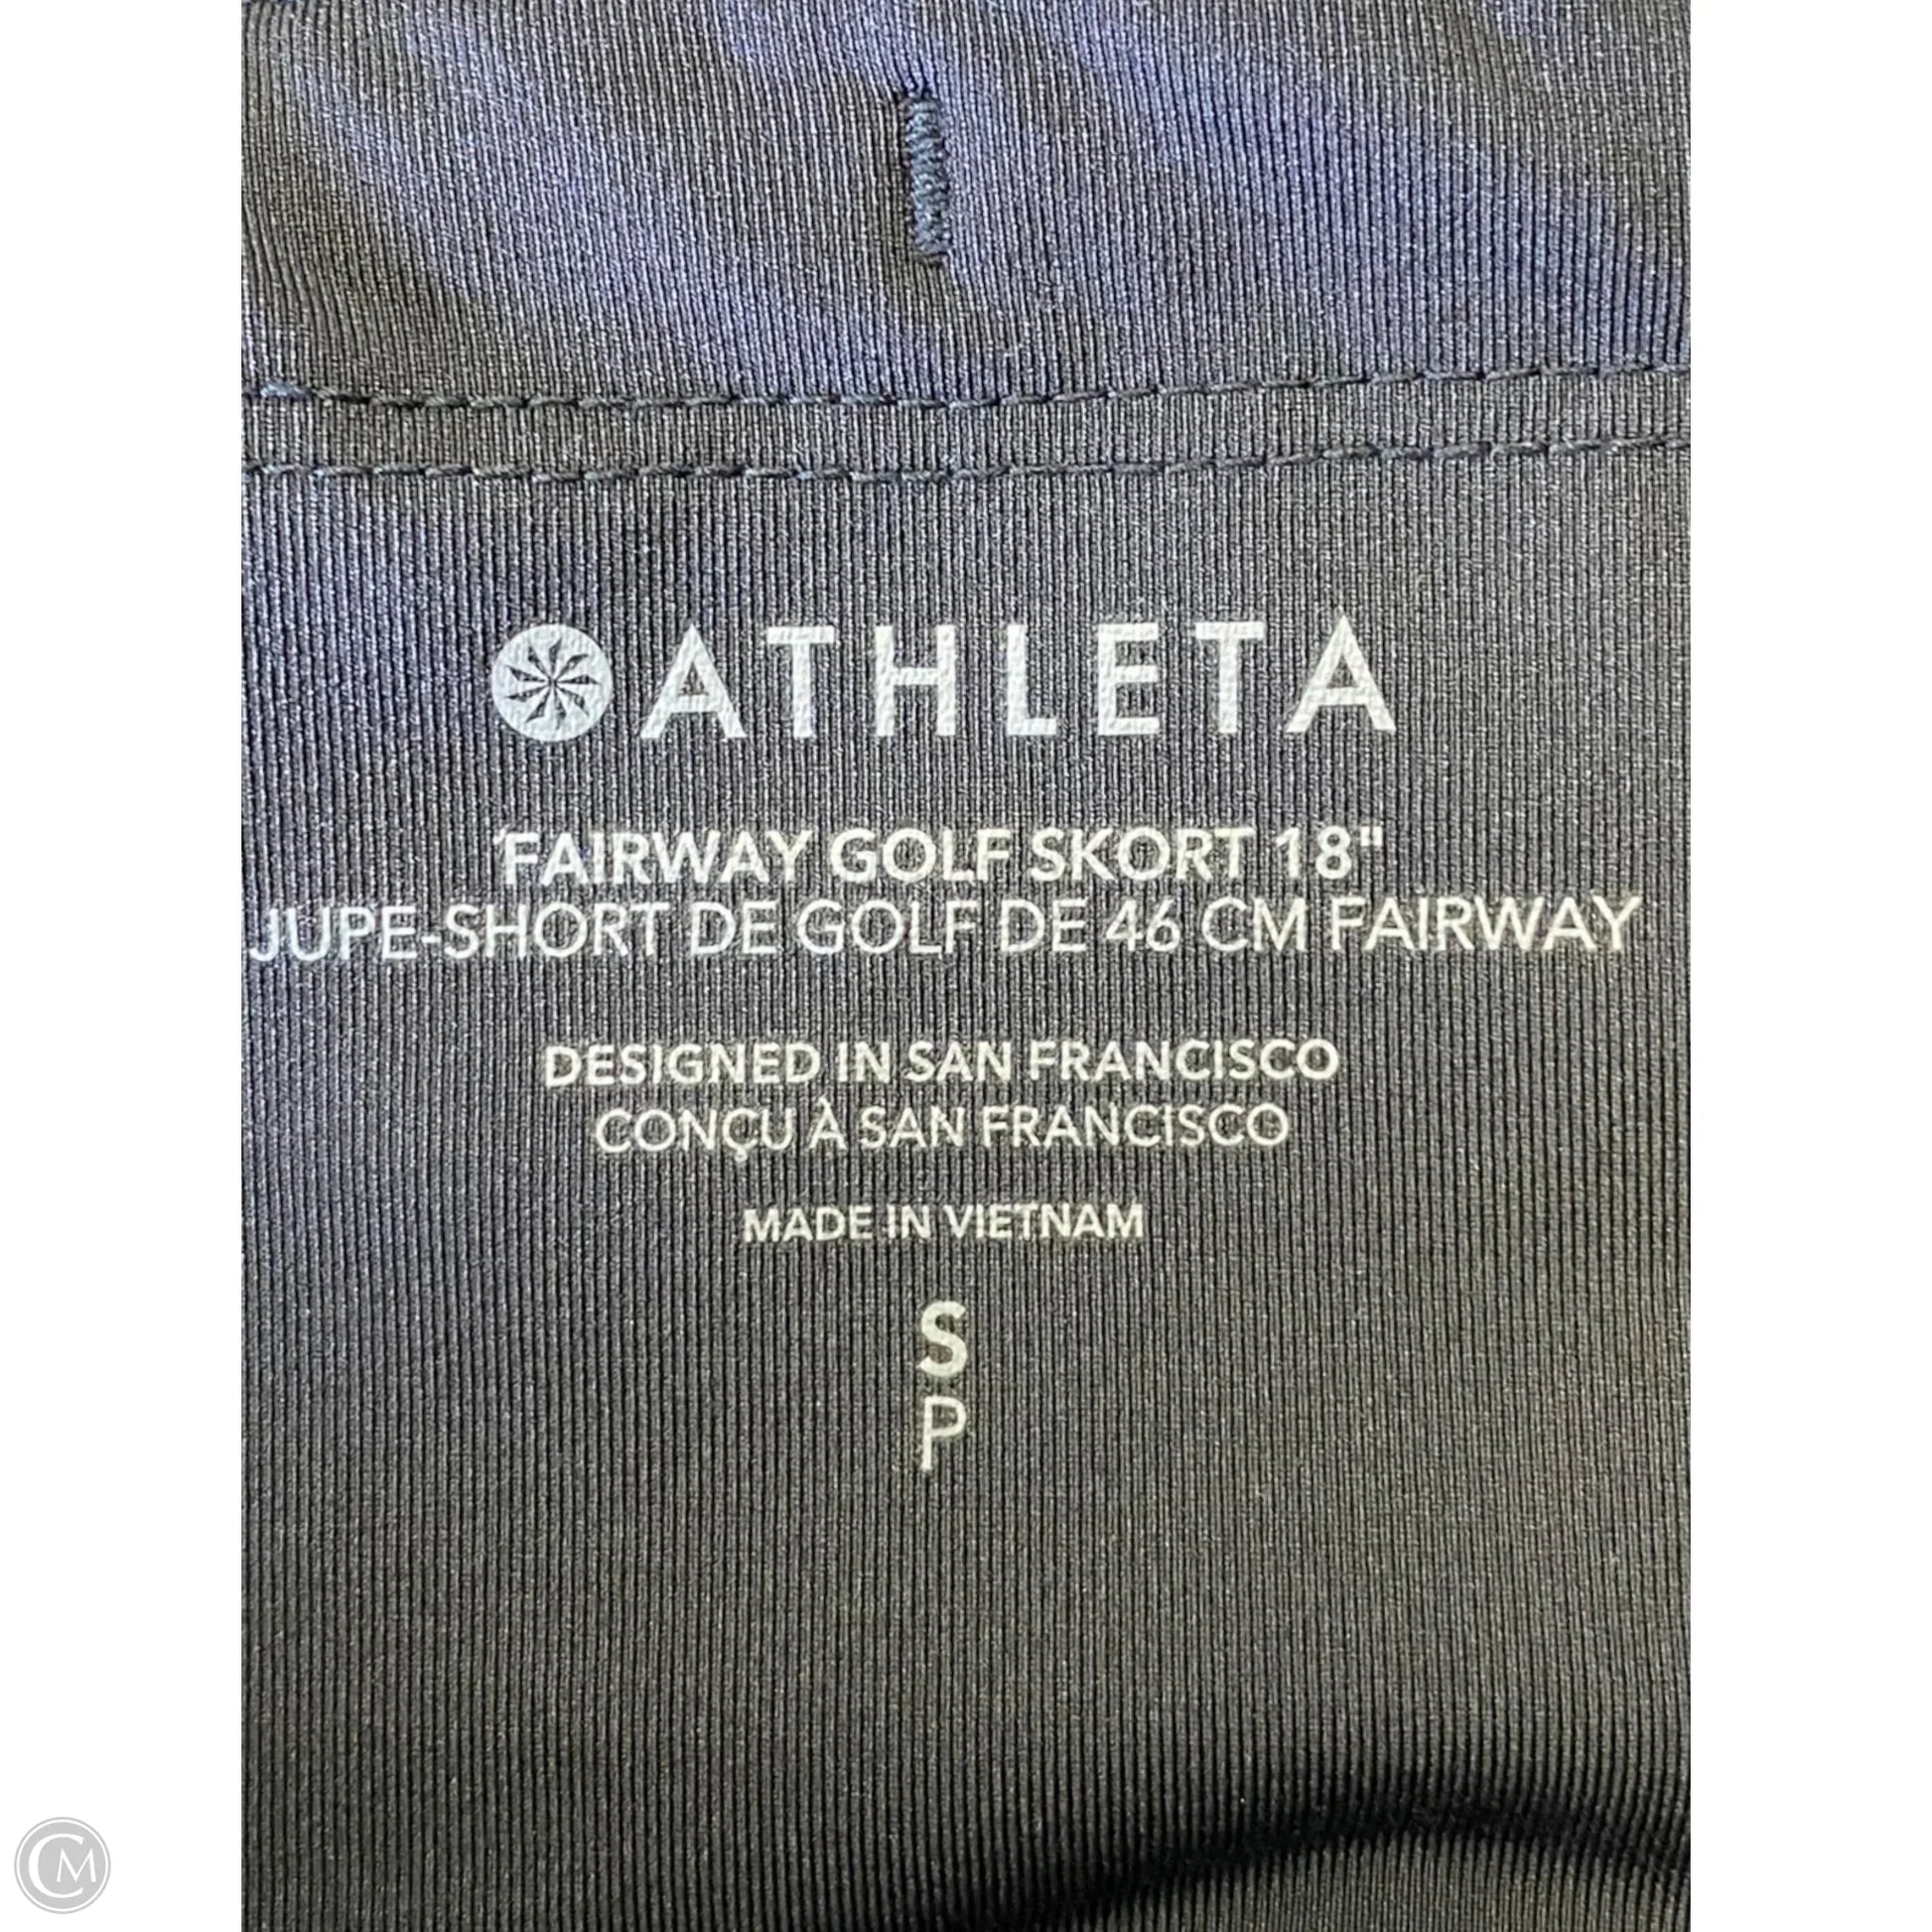 ATHLETA
FAIRWAY GOLF SKORT 18"
JUPE-SHORT DE GOLF DE 46 CM FAIRWAY
DESIGNED IN SAN FRANCISCO
CONÇU À SAN FRANCISCO
MADE IN VIETNAM
S
P
CM